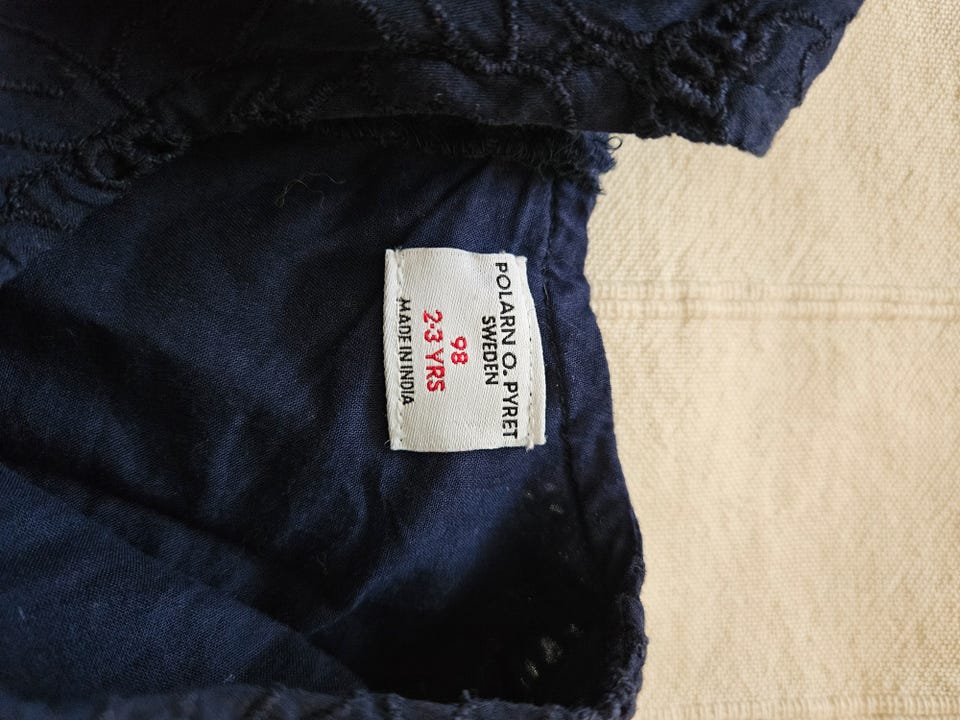 POLARN O. PYRET
SWEDEN
98
2-3 YRS
MADE IN INDIA